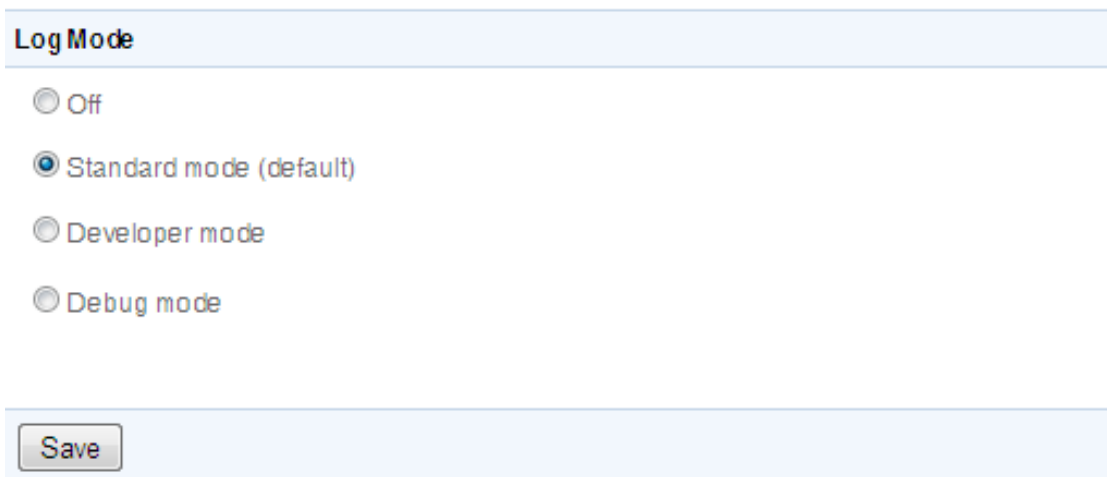 Log Mode
Off
Standard mode (default)
Developer mode
Debug mode
Save